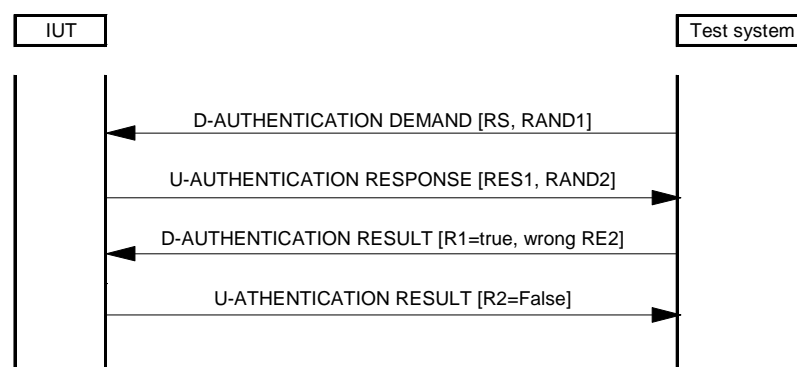 IUT
Test system
D-AUTHENTICATION DEMAND [RS, RAND1]
U-AUTHENTICATION RESPONSE [RES1, RAND2]
D-AUTHENTICATION RESULT [R1=true, wrong RE2]
U-ATHENTICATION RESULT [R2=False]